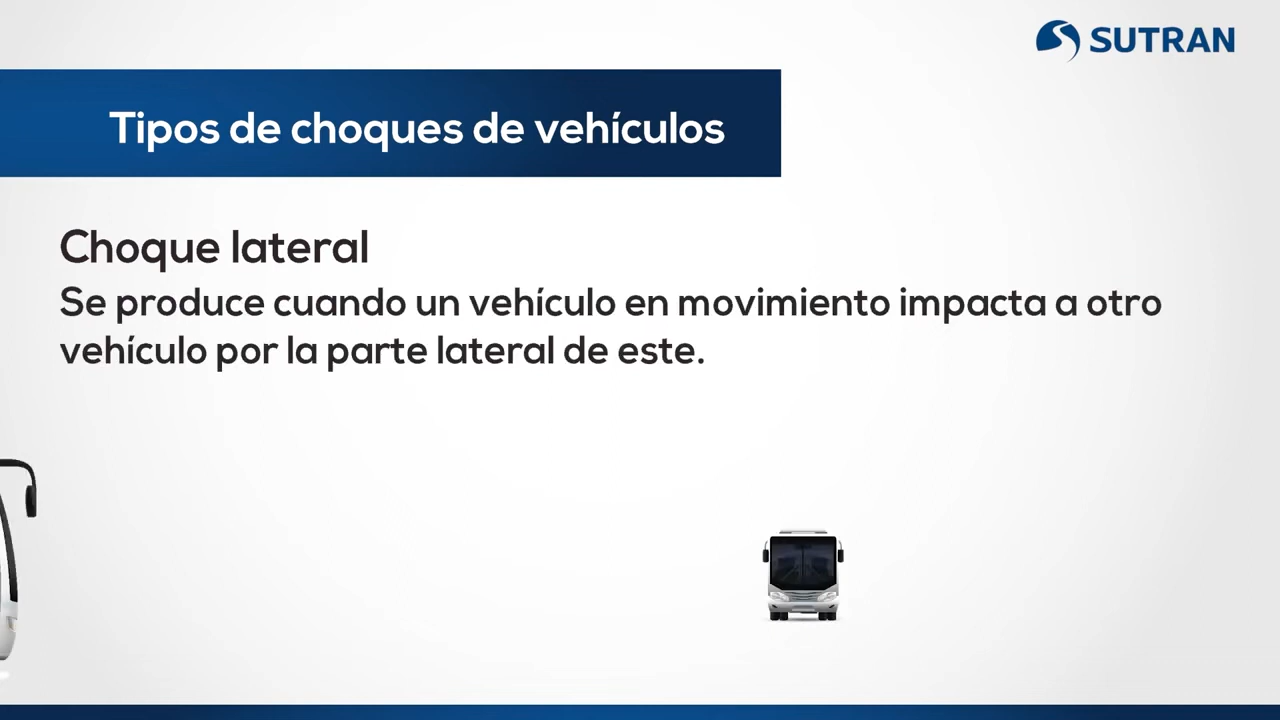 SUTRAN
Tipos de choques de vehículos
Choque lateral
Se produce cuando un vehículo en movimiento impacta a otro
vehículo por la parte lateral de este.